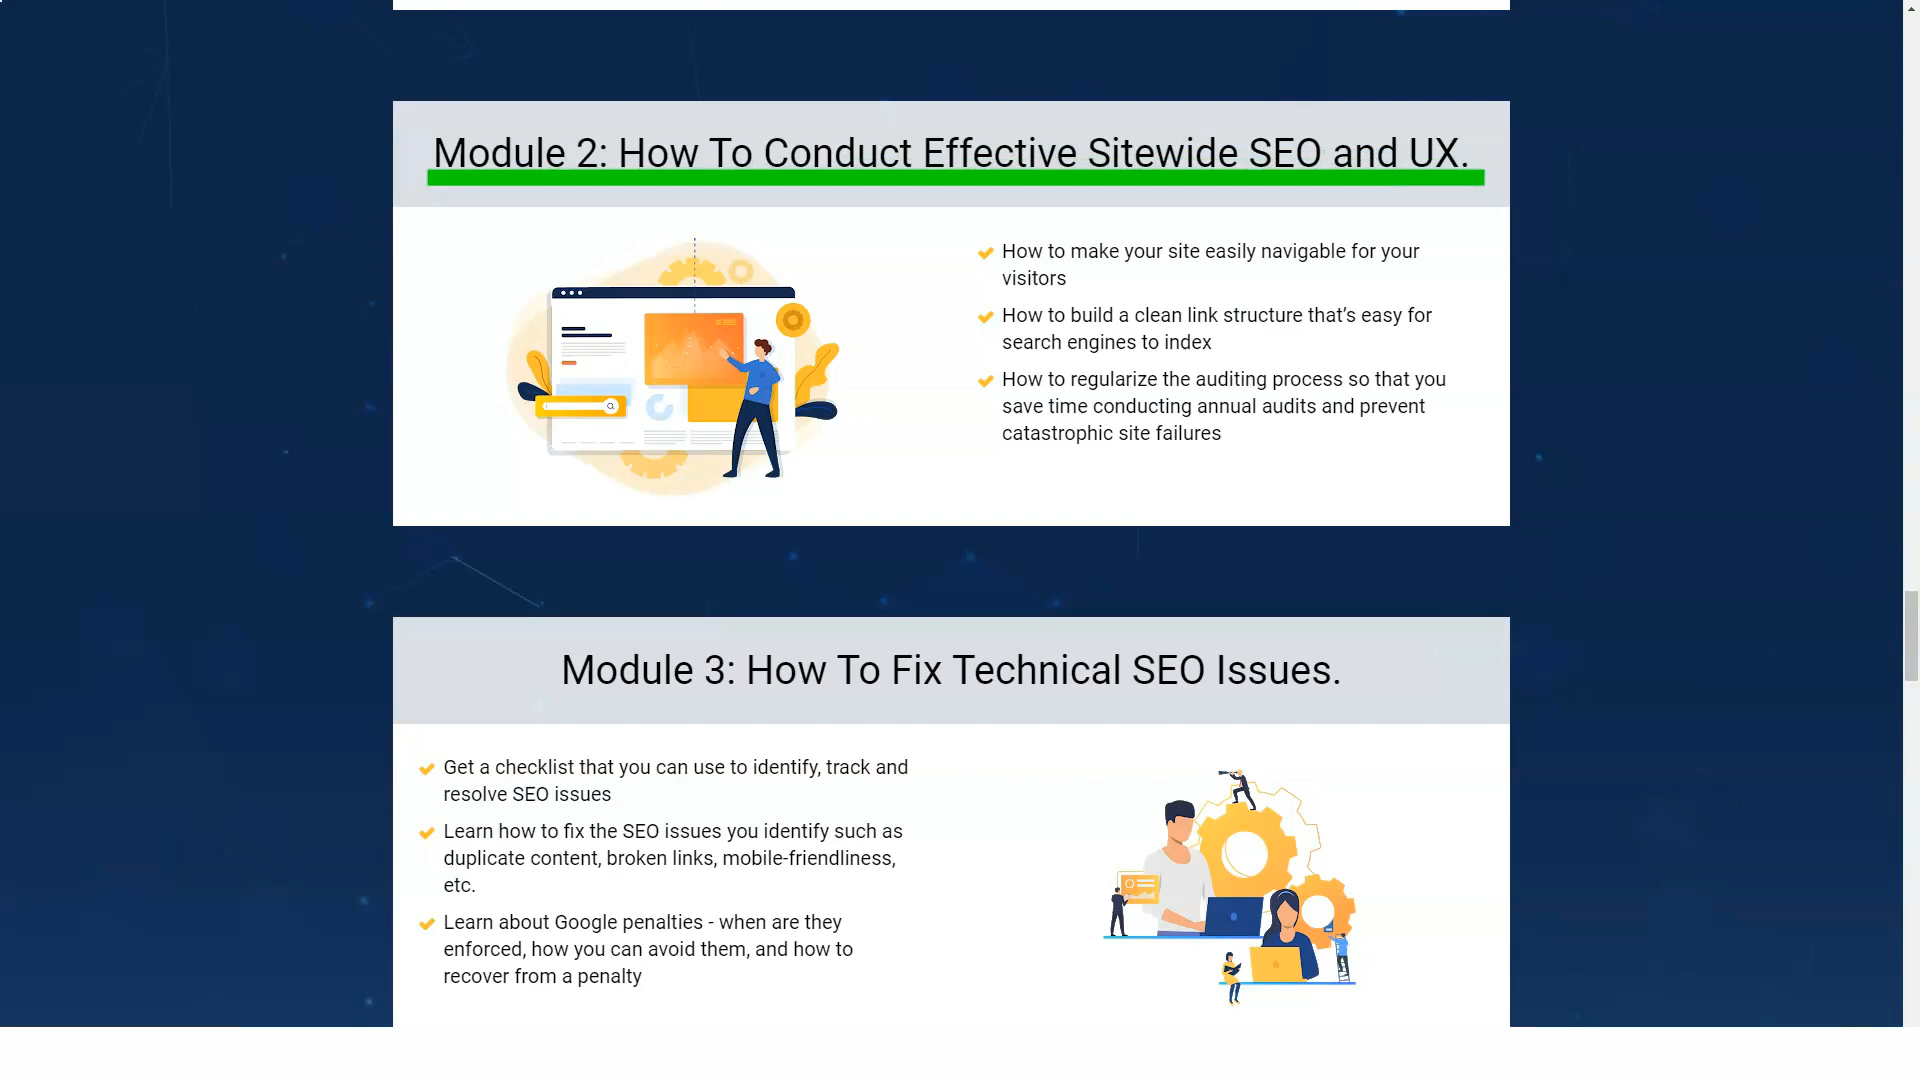 Module 2: How To Conduct Effective Sitewide SEO and UX.
How to make your site easily navigable for your
visitors
How to build a clean link structure that’s easy for
search engines to index
How to regularize the auditing process so that you
save time conducting annual audits and prevent
catastrophic site failures
Module 3: How To Fix Technical SEO Issues.
Get a checklist that you can use to identify, track and
resolve SEO issues
Learn how to fix the SEO issues you identify such as
duplicate content, broken links, mobile-friendliness,
etc.
Learn about Google penalties - when are they
enforced, how you can avoid them, and how to
recover from a penalty